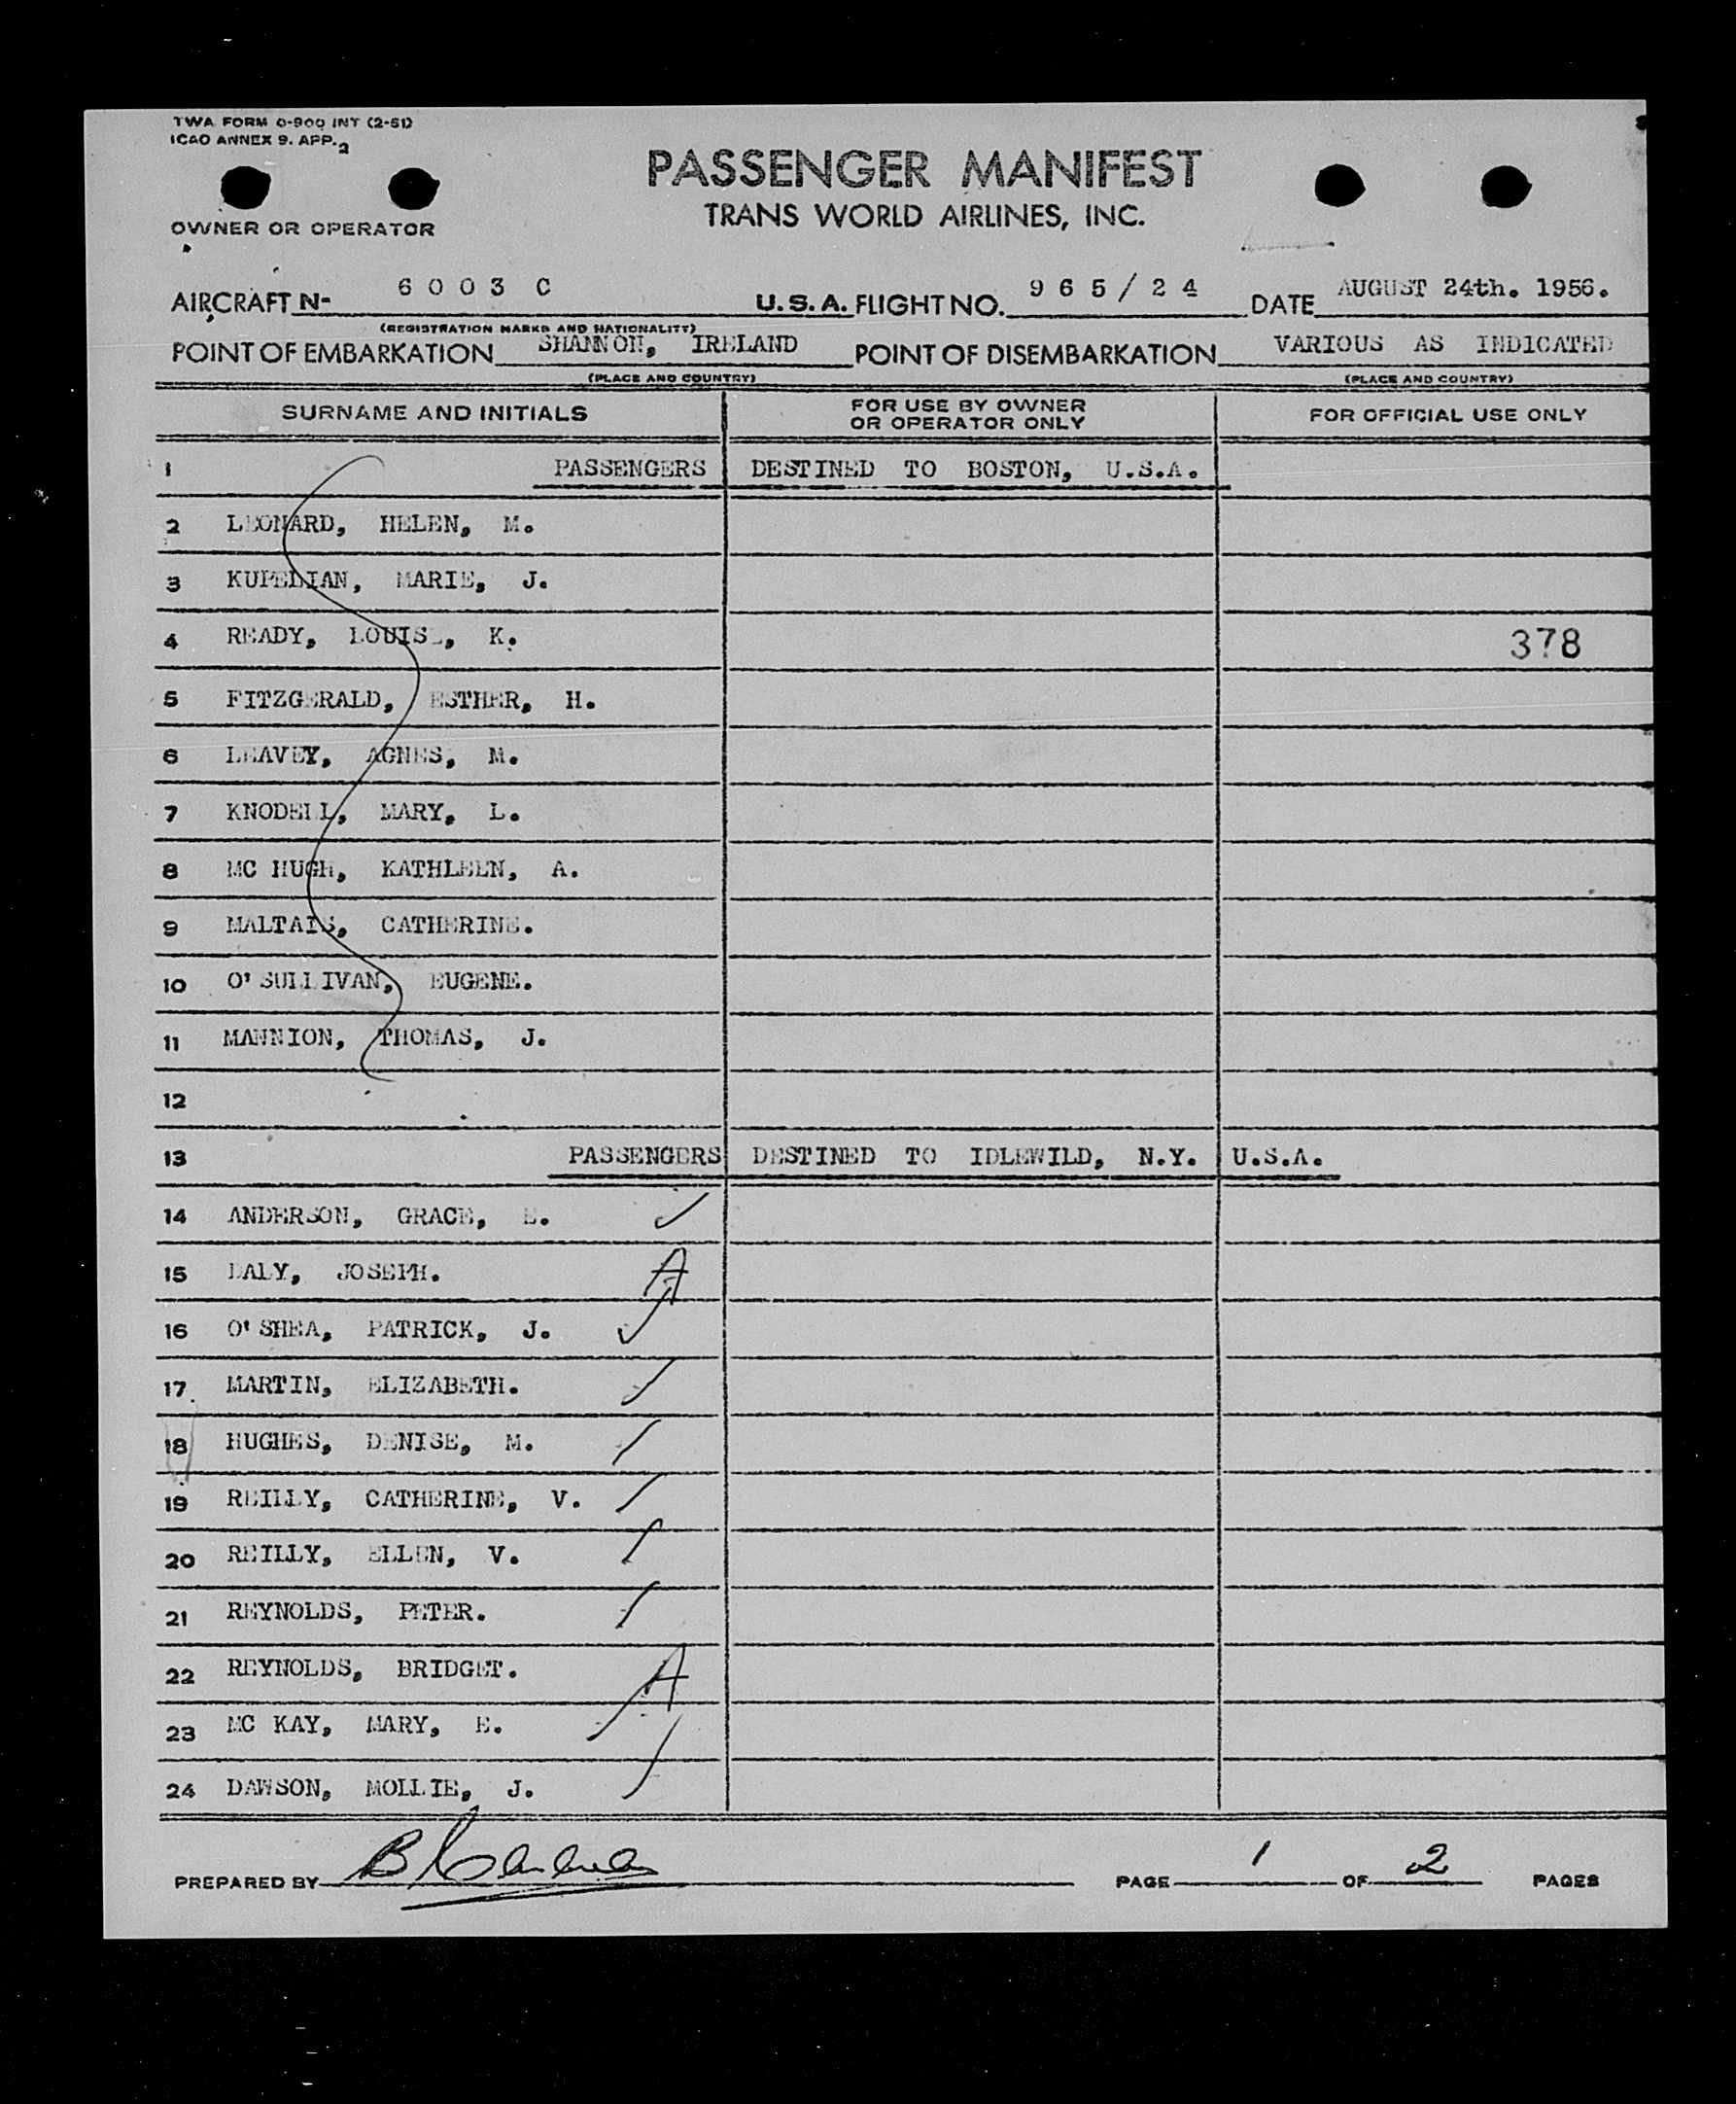 TWA FORM O-900 INT (2-51)
ICAO ANNEX 9. APP. 2
PASSENGER MANIFEST
TRANS WORLD AIRLINES, INC.
OWNER OR OPERATOR
AIRCRAFT N- 6003 C U.S.A. FLIGHT NO. 965/24 DATE AUGUST 24th. 1956.
(REGISTRATION MARKS AND NATIONALITY)
POINT OF EMBARKATION SHANNON, IRELAND POINT OF DISEMBARKATION VARIOUS AS INDICATED
(PLACE AND COUNTRY) (PLACE AND COUNTRY)
SURNAME AND INITIALS FOR USE BY OWNER OR OPERATOR ONLY FOR OFFICIAL USE ONLY
1 PASSENGERS DESTINED TO BOSTON, U.S.A.
2 LEONARD, HELEN, M.
3 KUPELIAN, MARIE, J.
4 READY, LOUISE, K. 378
5 FITZGERALD, ESTHER, H.
6 LEAVEY, AGNES, M.
7 KNODELL, MARY, L.
8 MC HUGH, KATHLEEN, A.
9 MALTAIS, CATHERINE.
10 O'SULLIVAN, EUGENE.
11 MANNION, THOMAS, J.
12
13 PASSENGERS DESTINED TO IDLEWILD, N.Y. U.S.A.
14 ANDERSON, GRACE, E. ✓
15 DALY, JOSEPH. A
16 O'SHEA, PATRICK, J. ✓
17 MARTIN, ELIZABETH. ✓
18 HUGHES, DENISE, M. /
19 REILLY, CATHERINE, V. /
20 REILLY, ELLEN, V. /
21 REYNOLDS, PETER. /
22 REYNOLDS, BRIDGET. A
23 MC KAY, MARY, E. /
24 DAWSON, MOLLIE, J. /
PREPARED BY B PAGE 1 OF 2 PAGES